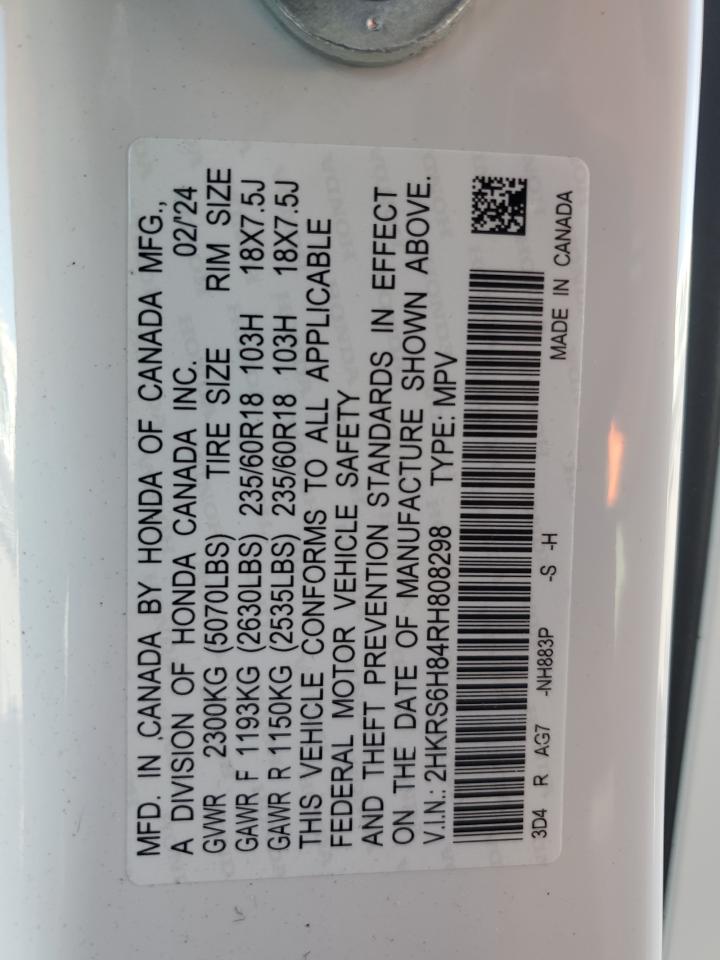 MFD. IN CANADA BY HONDA OF CANADA MFG.,
A DIVISION OF HONDA CANADA INC. 02/'24
GVWR 2300KG (5070LBS) TIRE SIZE RIM SIZE
GAWR F 1193KG (2630LBS) 235/60R18 103H 18X7.5J
GAWR R 1150KG (2535LBS) 235/60R18 103H 18X7.5J
THIS VEHICLE CONFORMS TO ALL APPLICABLE
FEDERAL MOTOR VEHICLE SAFETY
AND THEFT PREVENTION STANDARDS IN EFFECT
ON THE DATE OF MANUFACTURE SHOWN ABOVE.
V.I.N.: 2HKRS6H84RH808298 TYPE: MPV
3D4 R AG7 -NH883P -S -H
MADE IN CANADA